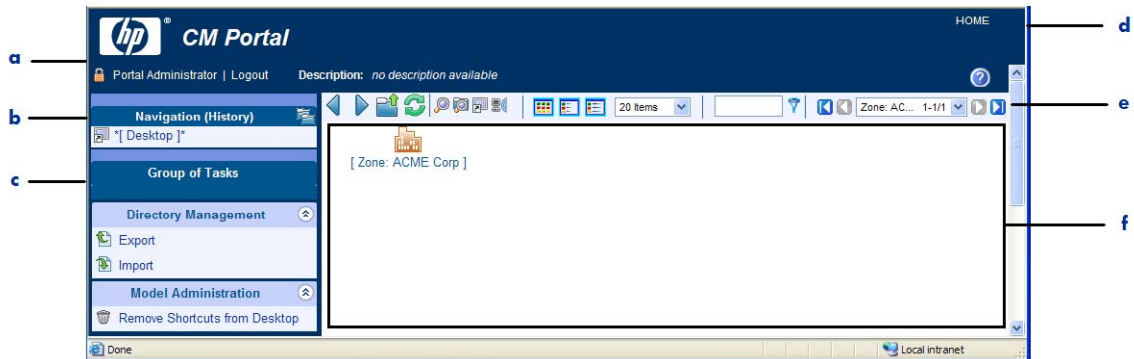 hp ® CM Portal HOME
a d
Portal Administrator | Logout Description: no description available ?
b Navigation (History) 20 Items Zone: AC... 1-1/1 e
*[ Desktop ]*
[ Zone: ACME Corp ]
c Group of Tasks
Directory Management f
Export
Import
Model Administration
Remove Shortcuts from Desktop
Done Local intranet